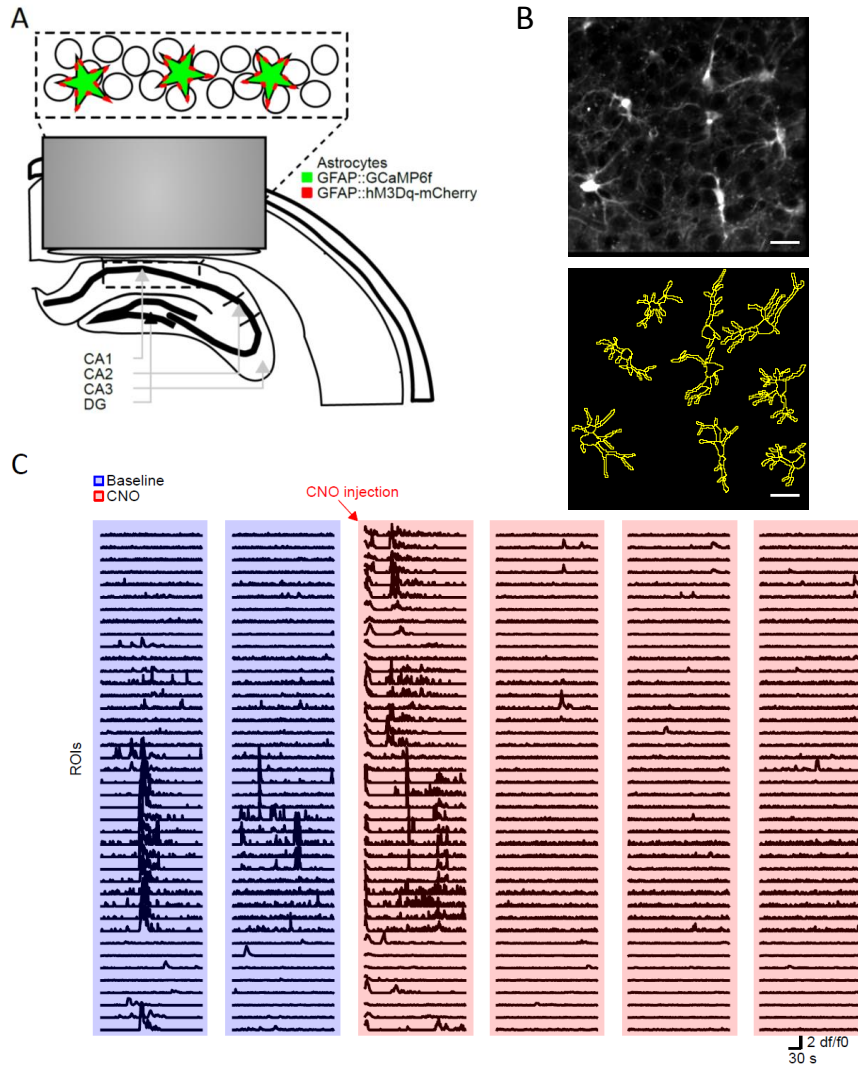 A
B
Astrocytes
GFAP::GCaMP6f
GFAP::hM3Dq-mCherry
CA1
CA2
CA3
DG
C
Baseline
CNO
CNO injection
ROIs
2 df/f0
30 s